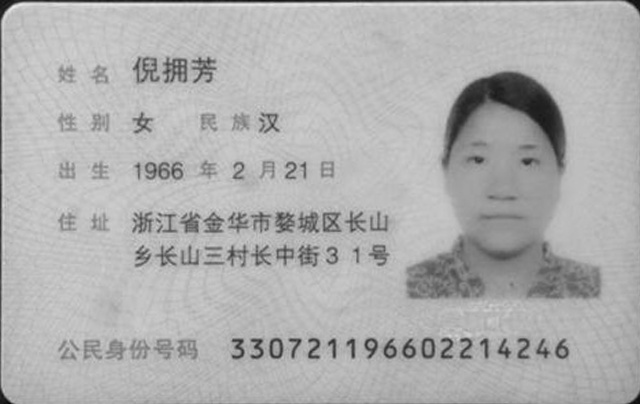 姓名 倪拥芳
性别 女 民族 汉
出生 1966 年 2 月 21 日
住址 浙江省金华市婺城区长山
乡长山三村长中街31号
公民身份号码 330721196602214246